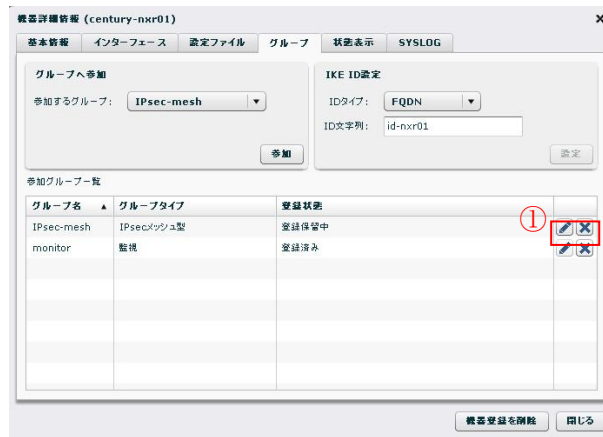 機器詳細情報 (century-nxr01)
基本情報 インターフェース 設定ファイル グループ 状態表示 SYSLOG
グループへ参加
参加するグループ: IPsec-mesh
参加
IKE ID設定
IDタイプ: FQDN
ID文字列: id-nxr01
設定
参加グループ一覧
グループ名 ▲ グループタイプ 登録状態
①
IPsec-mesh IPsecメッシュ型 登録保留中
monitor 監視 登録済み
機器登録を削除 閉じる